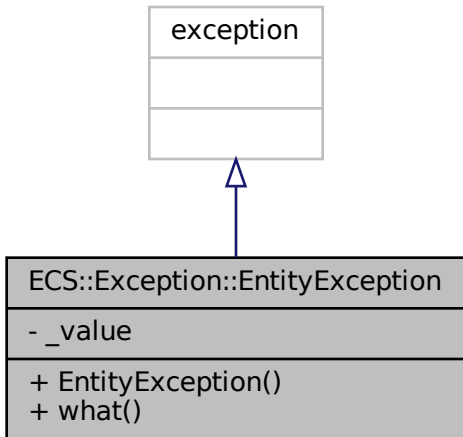 exception
ECS::Exception::EntityException
- _value
+ EntityException()
+ what()